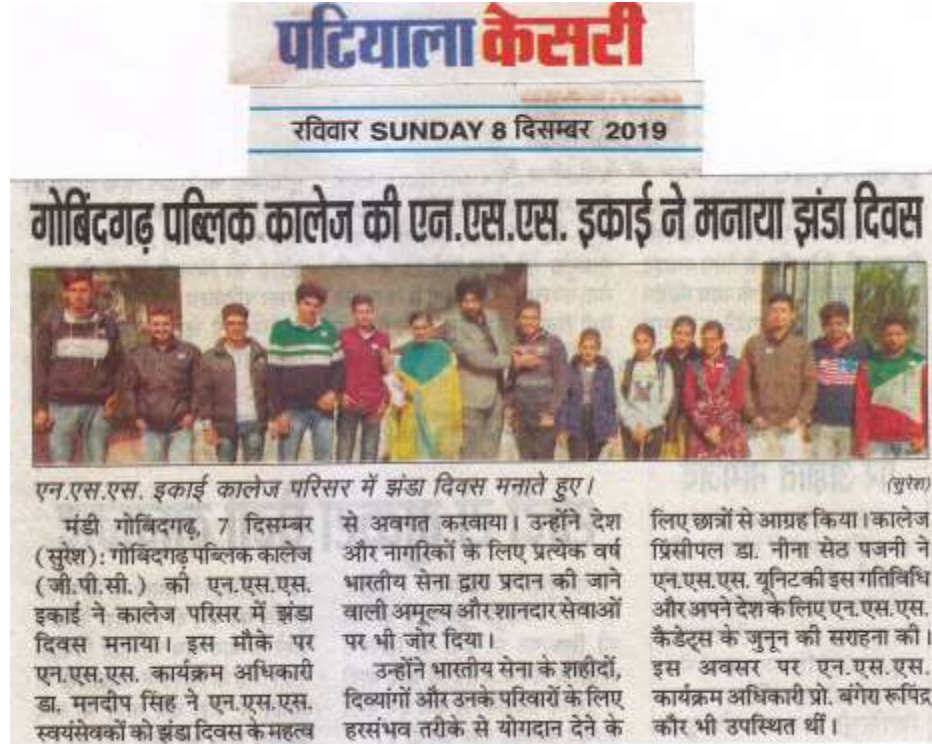 पटियाला केसरी
रविवार SUNDAY 8 दिसम्बर 2019
गोबिंदगढ़ पब्लिक कालेज की एन.एस.एस. इकाई ने मनाया झंडा दिवस
एन.एस.एस. इकाई कालेज परिसर में झंडा दिवस मनाते हुए।
(सुरेश)
मंडी गोबिंदगढ़, 7 दिसम्बर
(सुरेश): गोबिंदगढ़ पब्लिक कालेज
(जी.पी.सी.) की एन.एस.एस.
इकाई ने कालेज परिसर में झंडा
दिवस मनाया। इस मौके पर
एन.एस.एस. कार्यक्रम अधिकारी
डा. मनदीप सिंह ने एन.एस.एस.
स्वयंसेवकों को झंडा दिवस के महत्व
से अवगत करवाया। उन्होंने देश
और नागरिकों के लिए प्रत्येक वर्ष
भारतीय सेना द्वारा प्रदान की जाने
वाली अमूल्य और शानदार सेवाओं
पर भी जोर दिया।
उन्होंने भारतीय सेना के शहीदों,
दिव्यांगों और उनके परिवारों के लिए
हरसंभव तरीके से योगदान देने के
लिए छात्रों से आग्रह किया। कालेज
प्रिंसीपल डा. नीना सेठ पजनी ने
एन.एस.एस. यूनिट की इस गतिविधि
और अपने देश के लिए एन.एस.एस.
कैडेट्स के जुनून की सराहना की।
इस अवसर पर एन.एस.एस.
कार्यक्रम अधिकारी प्रो. बंगेरा रूपिंद्र
कौर भी उपस्थित थीं।